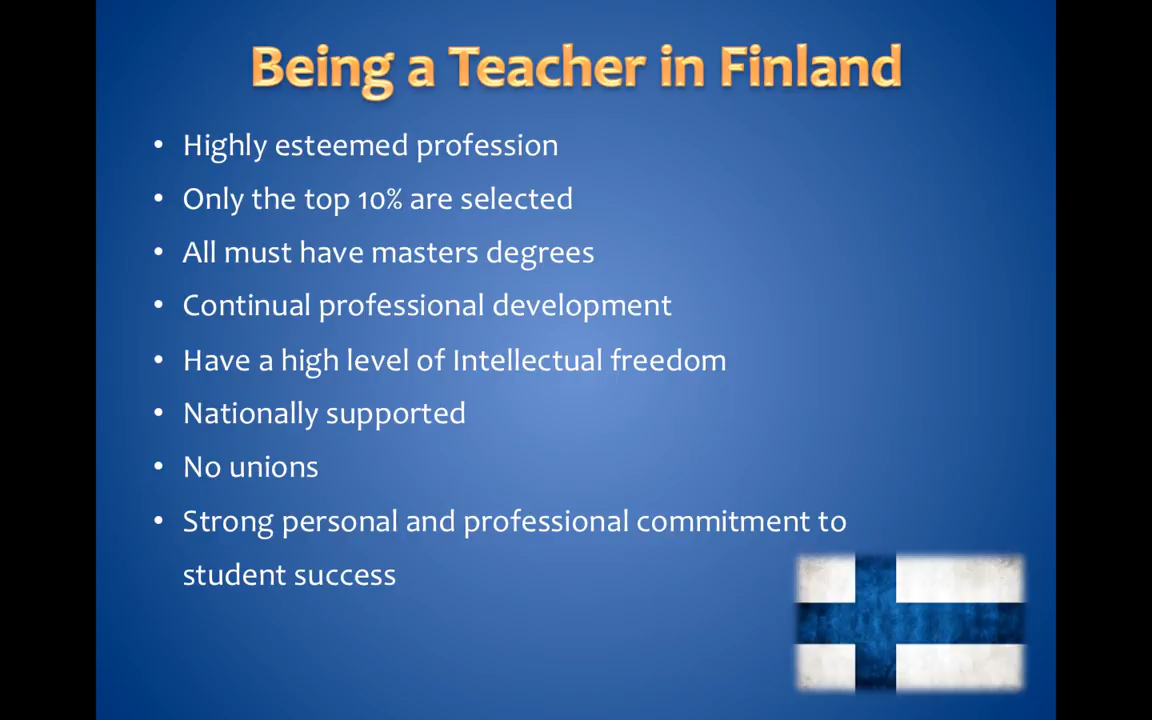 Being a Teacher in Finland
• Highly esteemed profession
• Only the top 10% are selected
• All must have masters degrees
• Continual professional development
• Have a high level of Intellectual freedom
• Nationally supported
• No unions
• Strong personal and professional commitment to
student success